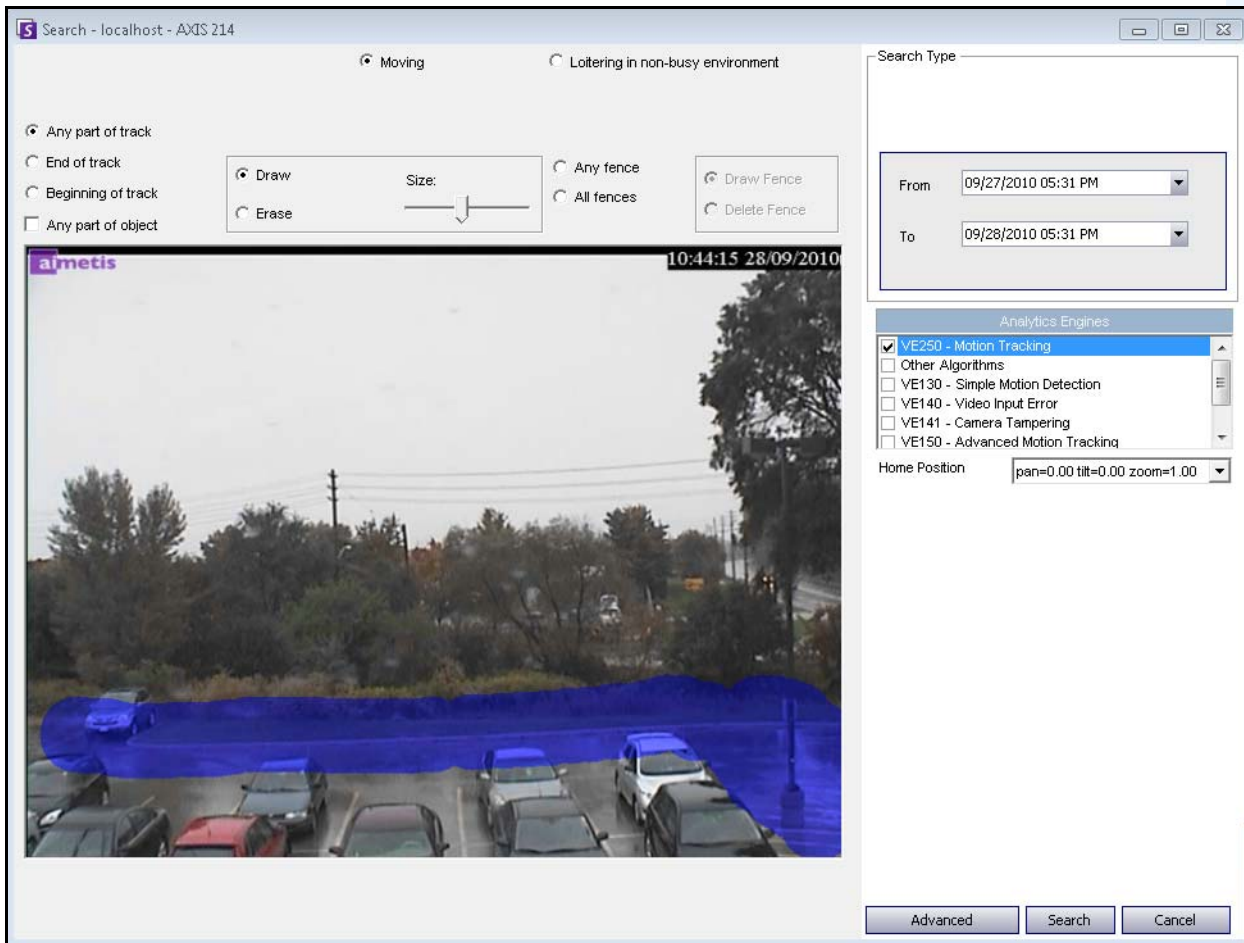 Search - localhost - AXIS 214
Moving
Loitering in non-busy environment
Any part of track
End of track
Beginning of track
Any part of object
Draw
Erase
Size:
Any fence
All fences
Draw Fence
Delete Fence
aimetis
10:44:15 28/09/2010
Search Type
From 09/27/2010 05:31 PM
To 09/28/2010 05:31 PM
Analytics Engines
VE250 - Motion Tracking
Other Algorithms
VE130 - Simple Motion Detection
VE140 - Video Input Error
VE141 - Camera Tampering
VE150 - Advanced Motion Tracking
Home Position pan=0.00 tilt=0.00 zoom=1.00
Advanced Search Cancel